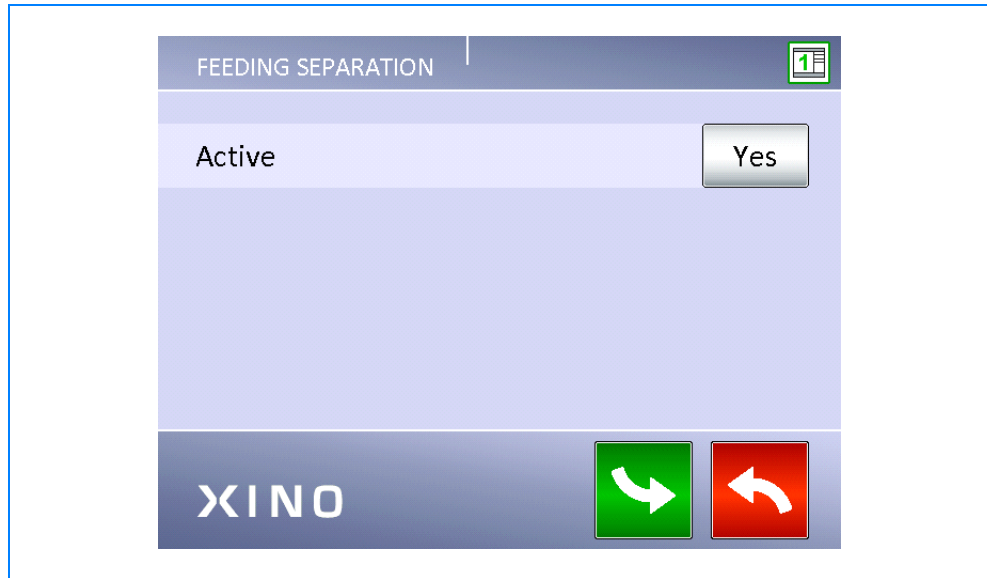 FEEDING SEPARATION
1
Active
Yes
XINO